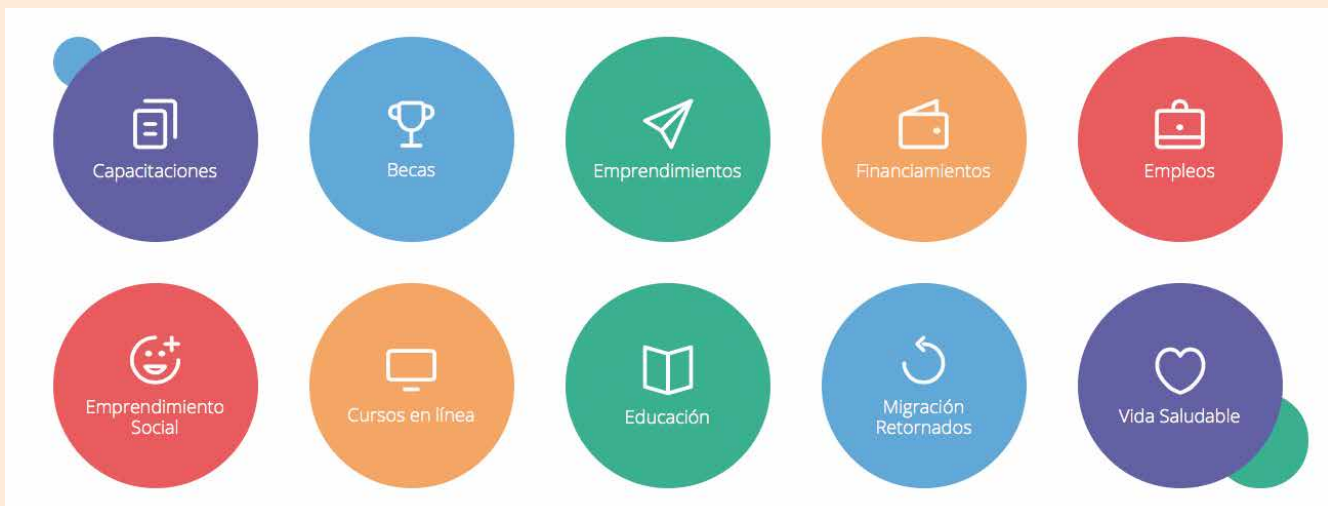 Capacitaciones
Becas
Emprendimientos
Financiamientos
Empleos
Emprendimiento
Social
Cursos en línea
Educación
Migración
Retornados
Vida Saludable